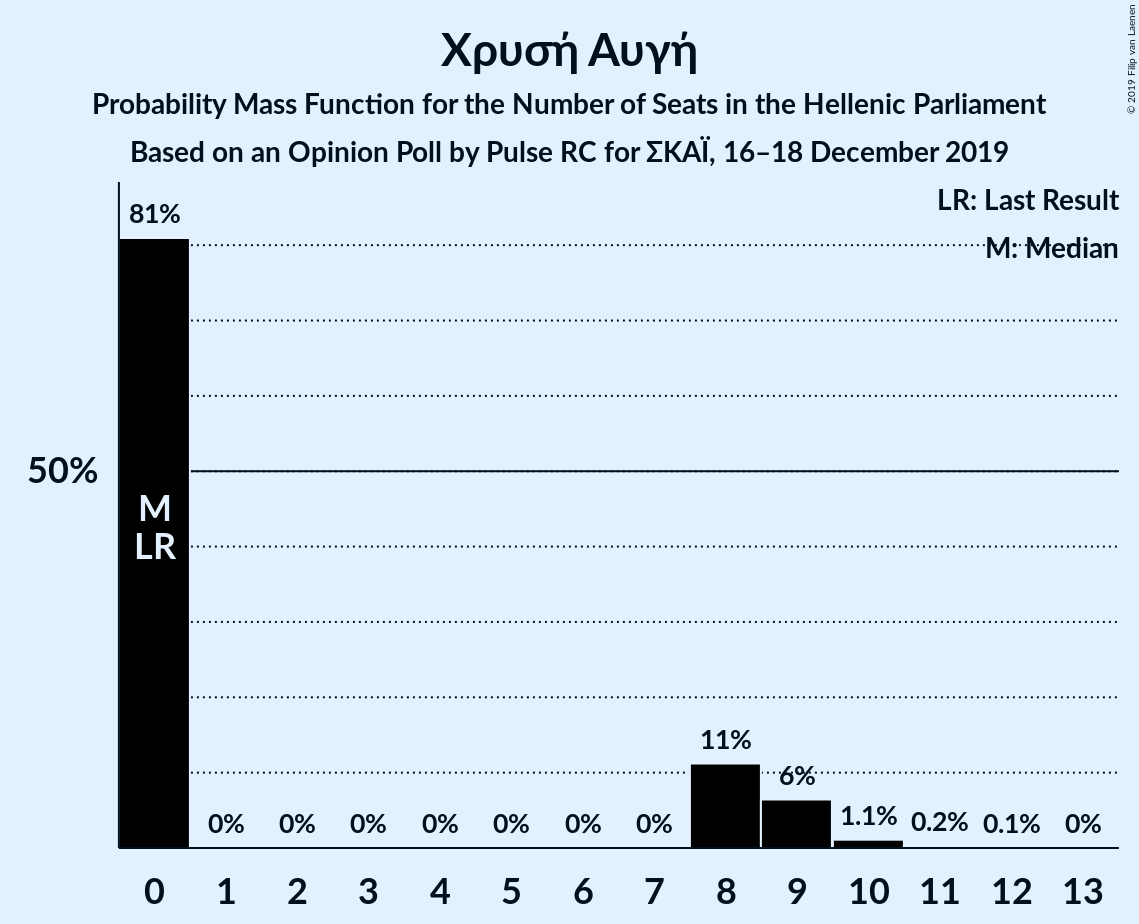 Χρυσή Αυγή
Probability Mass Function for the Number of Seats in the Hellenic Parliament
Based on an Opinion Poll by Pulse RC for ΣΚΑΪ, 16–18 December 2019
© 2019 Filip van Laenen
LR: Last Result
M: Median
81%
50%
M
LR
11%
6%
0% 0% 0% 0% 0% 0% 0% 1.1% 0.2% 0.1% 0%
0 1 2 3 4 5 6 7 8 9 10 11 12 13